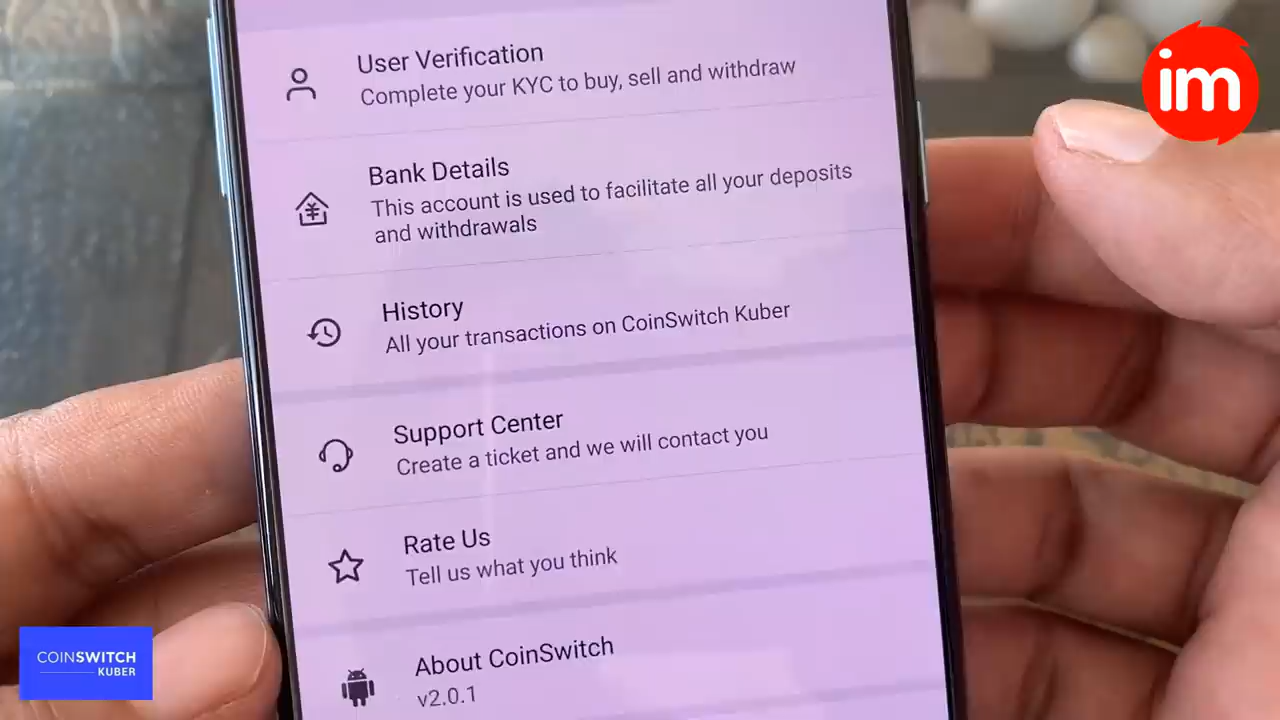 User Verification
Complete your KYC to buy, sell and withdraw
Bank Details
This account is used to facilitate all your deposits
and withdrawals
History
All your transactions on CoinSwitch Kuber
Support Center
Create a ticket and we will contact you
Rate Us
Tell us what you think
About CoinSwitch
v2.0.1
im
COINSWITCH
KUBER